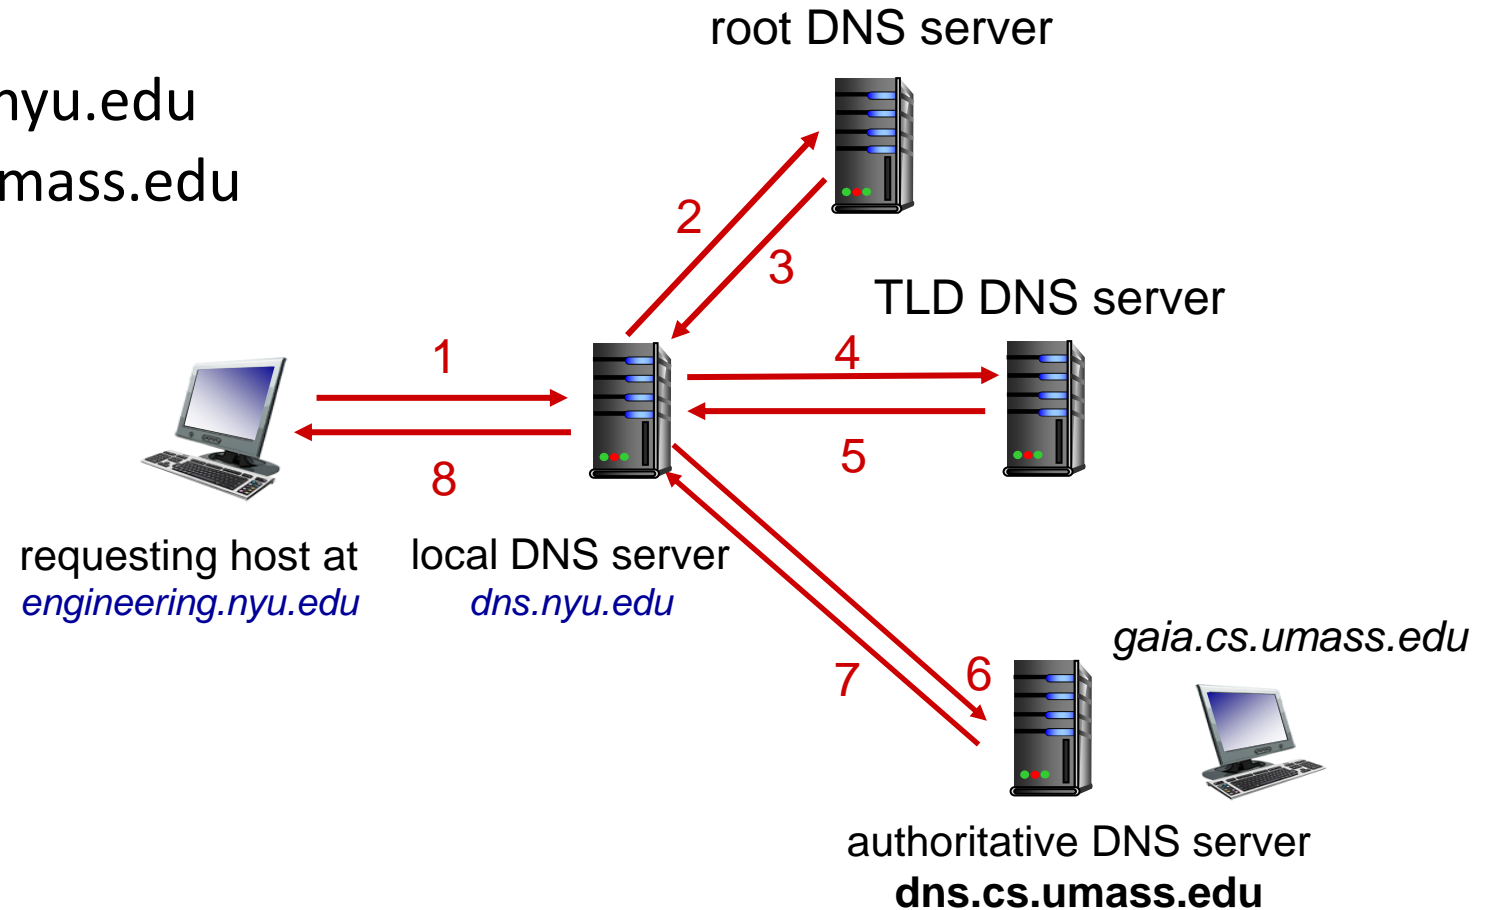 root DNS server
nyu.edu
mass.edu
2
3
TLD DNS server
1
4
8
5
requesting host at
engineering.nyu.edu
local DNS server
dns.nyu.edu
gaia.cs.umass.edu
7
6
authoritative DNS server
dns.cs.umass.edu